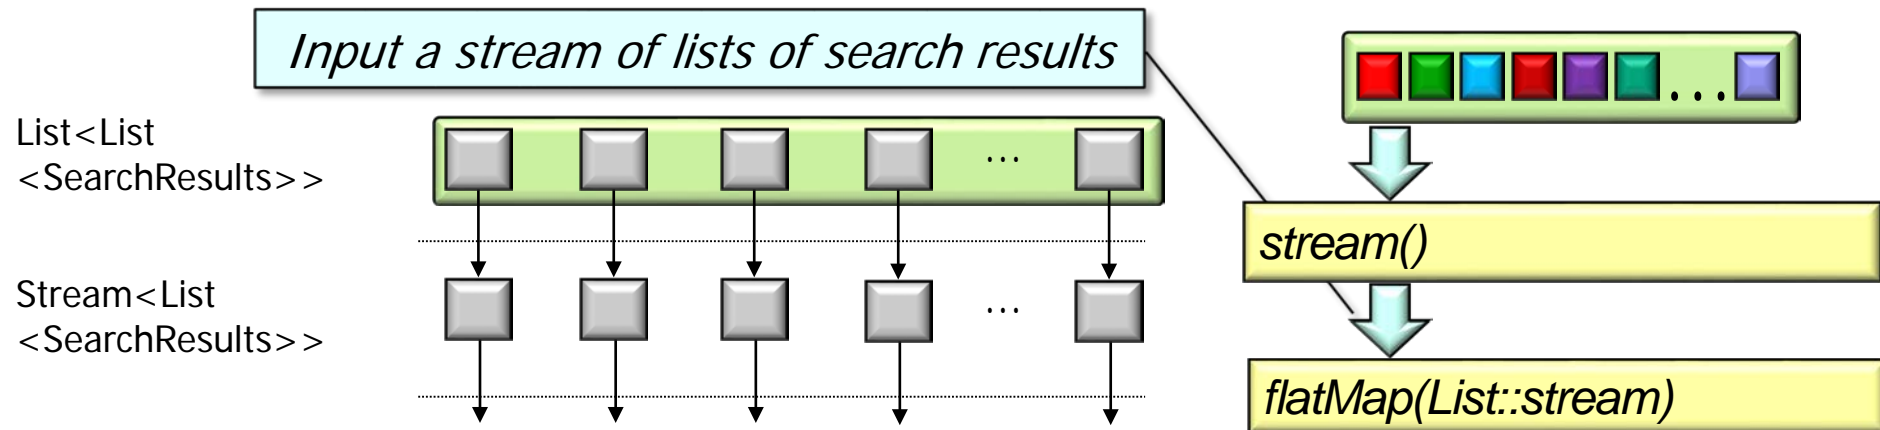 Input a stream of lists of search results
List<List
<SearchResults>>
...
...
stream()
Stream<List
<SearchResults>>
...
flatMap(List::stream)